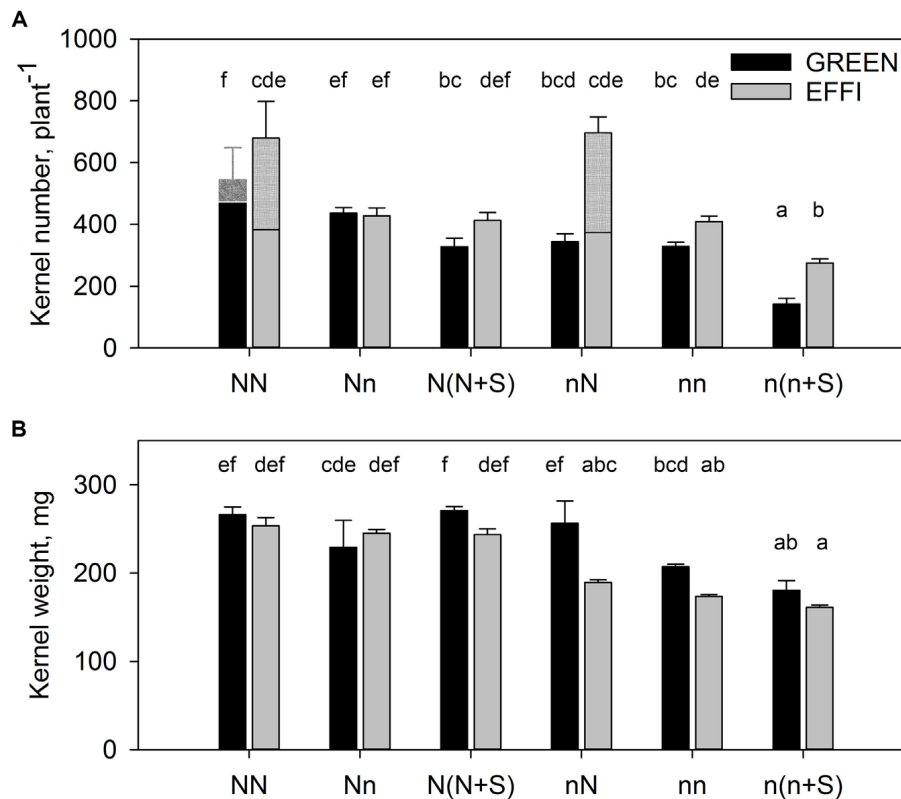 A
Kernel number, plant⁻¹
1000
800
600
400
200
0
GREEN
EFFI
f cde ef ef bc def bcd cde bc de
a b
NN Nn N(N+S) nN nn n(n+S)
B
Kernel weight, mg
300
200
100
0
ef def cde def f def ef abc bcd ab
ab a
NN Nn N(N+S) nN nn n(n+S)